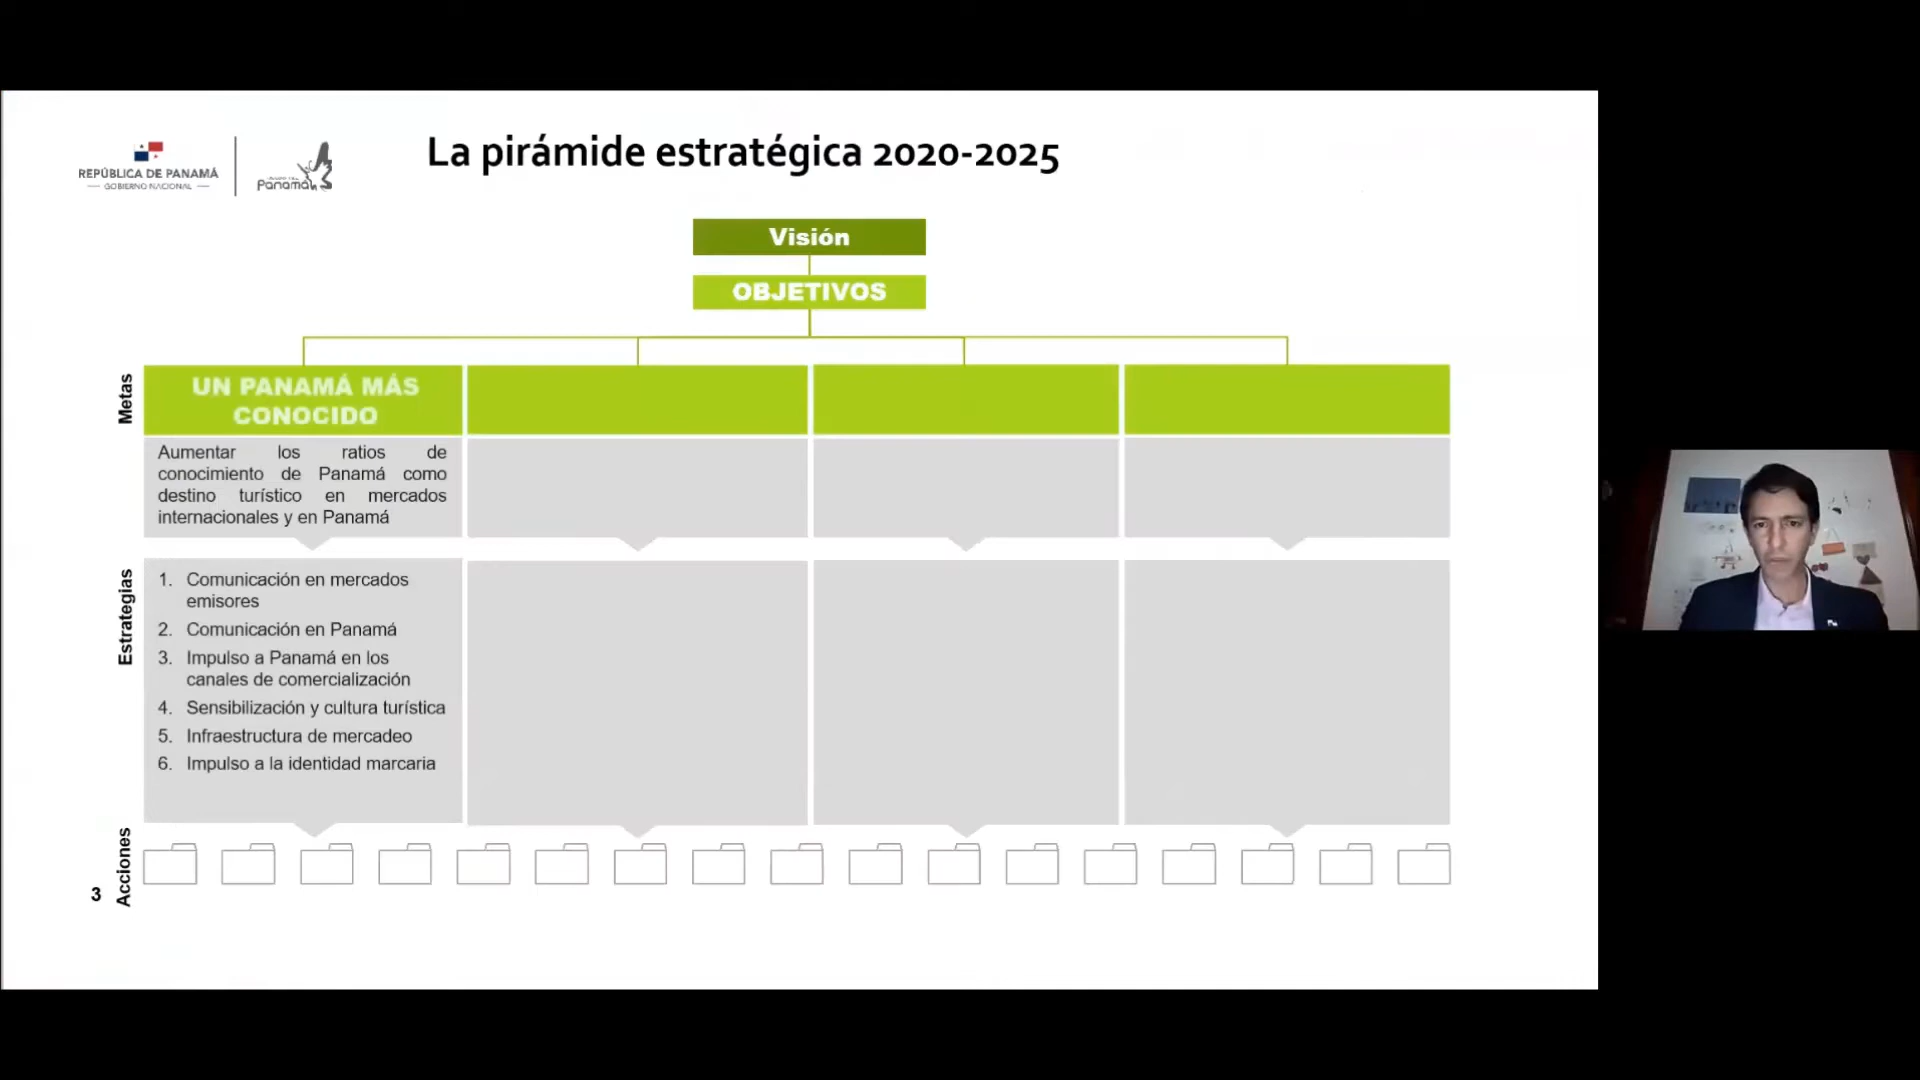 REPÚBLICA DE PANAMÁ
GOBIERNO NACIONAL
Panamá
La pirámide estratégica 2020-2025
Visión
OBJETIVOS
Metas
UN PANAMÁ MÁS
CONOCIDO
Aumentar los ratios de
conocimiento de Panamá como
destino turístico en mercados
internacionales y en Panamá
Estrategias
1. Comunicación en mercados
emisores
2. Comunicación en Panamá
3. Impulso a Panamá en los
canales de comercialización
4. Sensibilización y cultura turística
5. Infraestructura de mercadeo
6. Impulso a la identidad marcaria
Acciones
3